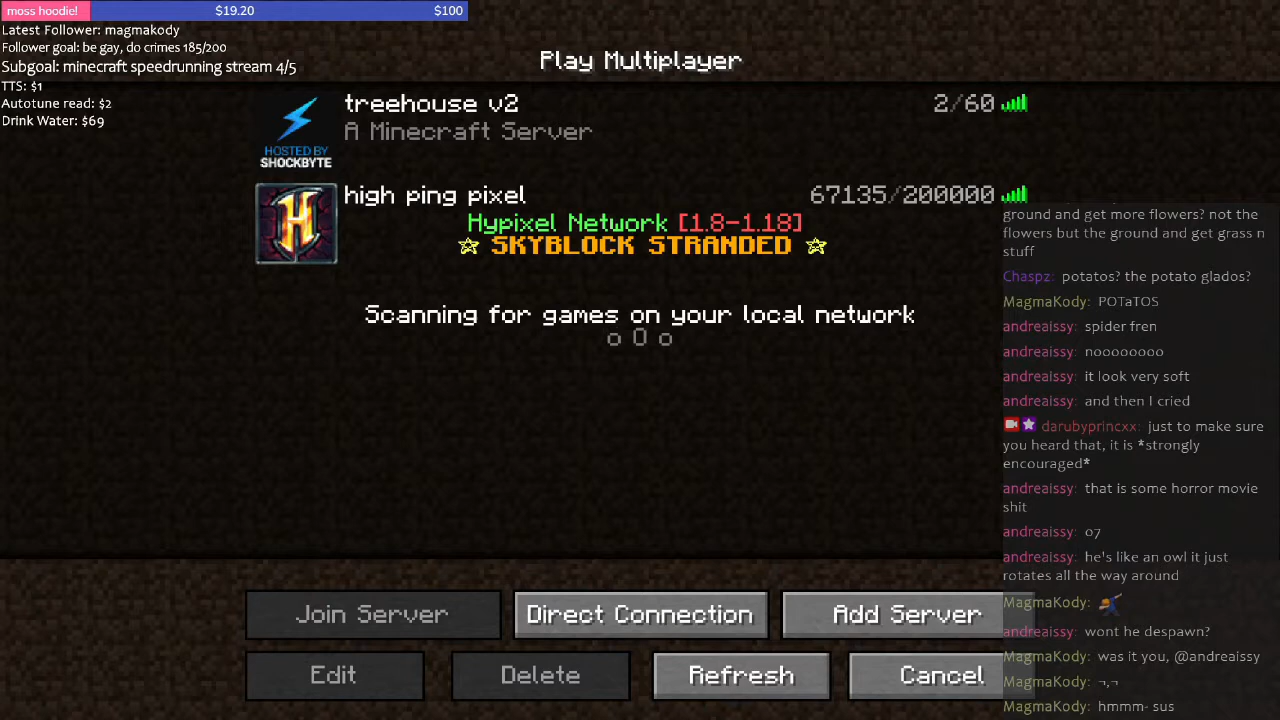 moss hoodie! $19.20 $100
Latest Follower: magmakody
Follower goal: be gay, do crimes 185/200
Subgoal: minecraft speedrunning stream 4/5
TTS: $1
Autotune read: $2
Drink Water: $69
Play Multiplayer
treehouse v2 2/60
A Minecraft Server
HOSTED BY
SHOCKBYTE
high ping pixel 67135/200000
Hypixel Network [1.8-1.18]
☆ SKYBLOCK STRANDED ☆
Scanning for games on your local network
o O o
Join Server Direct Connection Add Server
Edit Delete Refresh Cancel
ground and get more flowers? not the
flowers but the ground and get grass n
stuff
Chaspz: potatos? the potato glados?
MagmaKody: POTaTOS
andreaissy: spider fren
andreaissy: noooooooo
andreaissy: it look very soft
andreaissy: and then I cried
darubyprincxx: just to make sure
you heard that, it is *strongly
encouraged*
andreaissy: that is some horror movie
shit
andreaissy: o7
andreaissy: he's like an owl it just
rotates all the way around
MagmaKody:
andreaissy: wont he despawn?
MagmaKody: was it you, @andreaissy
MagmaKody: ¬,¬
MagmaKody: hmmm- sus